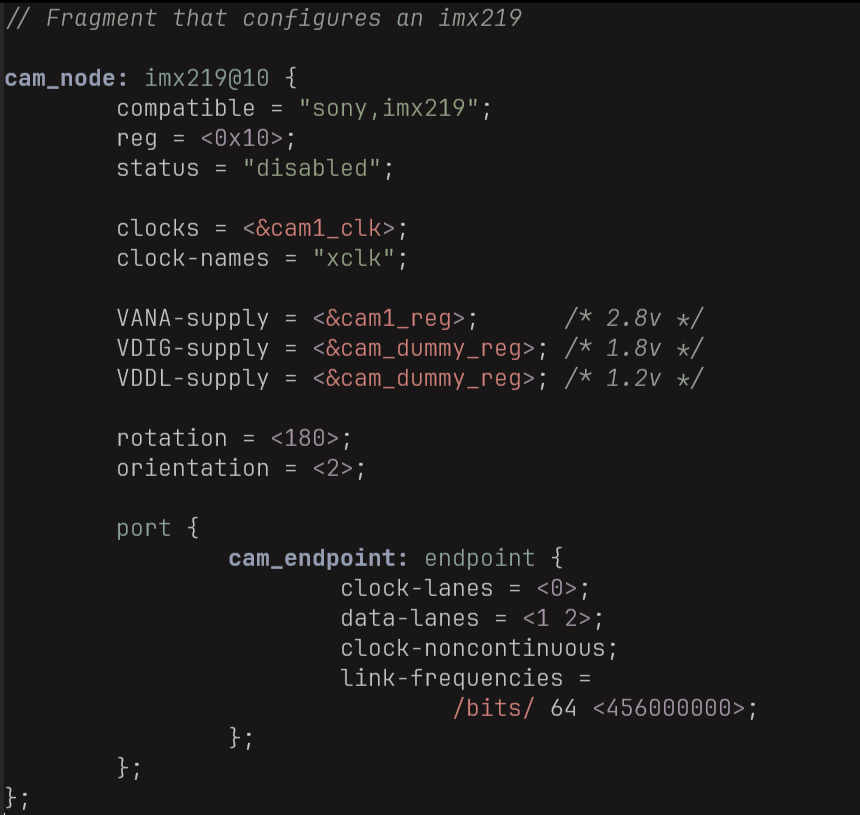 // Fragment that configures an imx219
cam_node: imx219@10 {
compatible = "sony,imx219";
reg = <0x10>;
status = "disabled";
clocks = <&cam1_clk>;
clock-names = "xclk";
VANA-supply = <&cam1_reg>; /* 2.8v */
VDIG-supply = <&cam_dummy_reg>; /* 1.8v */
VDDL-supply = <&cam_dummy_reg>; /* 1.2v */
rotation = <180>;
orientation = <2>;
port {
cam_endpoint: endpoint {
clock-lanes = <0>;
data-lanes = <1 2>;
clock-noncontinuous;
link-frequencies =
/bits/ 64 <456000000>;
};
};
};